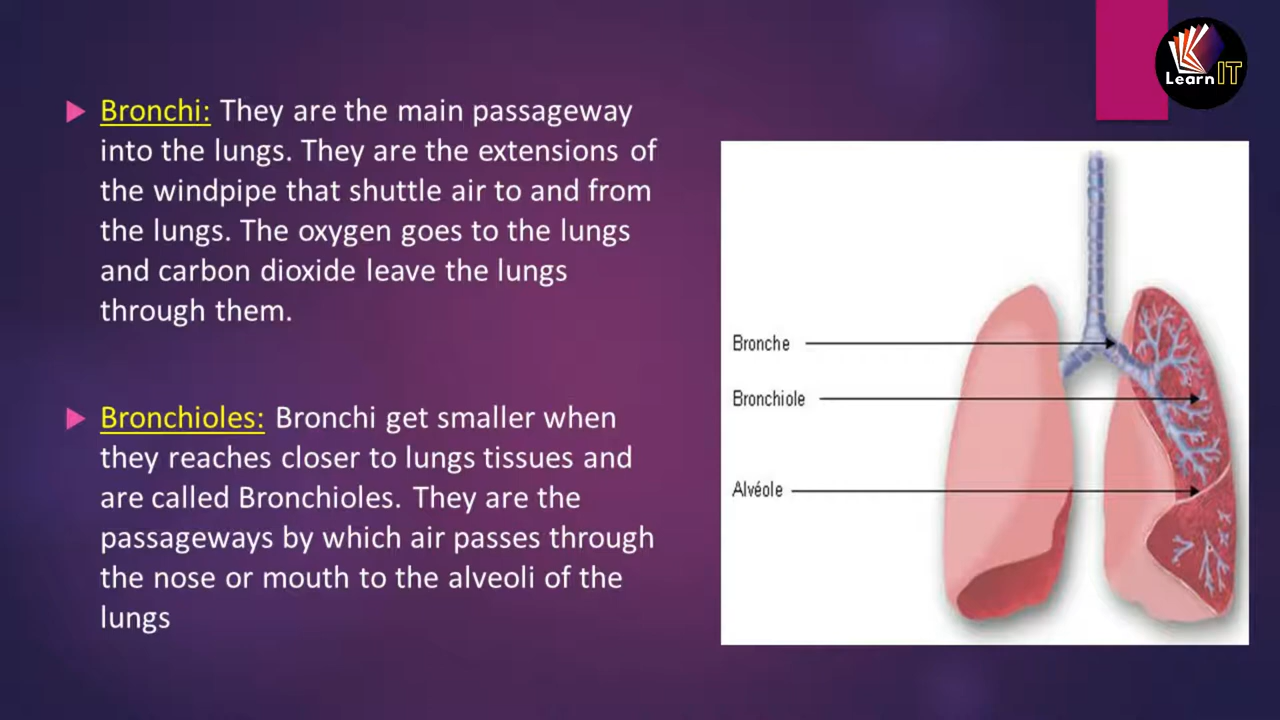 Learn IT
Bronchi: They are the main passageway
into the lungs. They are the extensions of
the windpipe that shuttle air to and from
the lungs. The oxygen goes to the lungs
and carbon dioxide leave the lungs
through them.
Bronchioles: Bronchi get smaller when
they reaches closer to lungs tissues and
are called Bronchioles. They are the
passageways by which air passes through
the nose or mouth to the alveoli of the
lungs
Bronche
Bronchiole
Alvéole